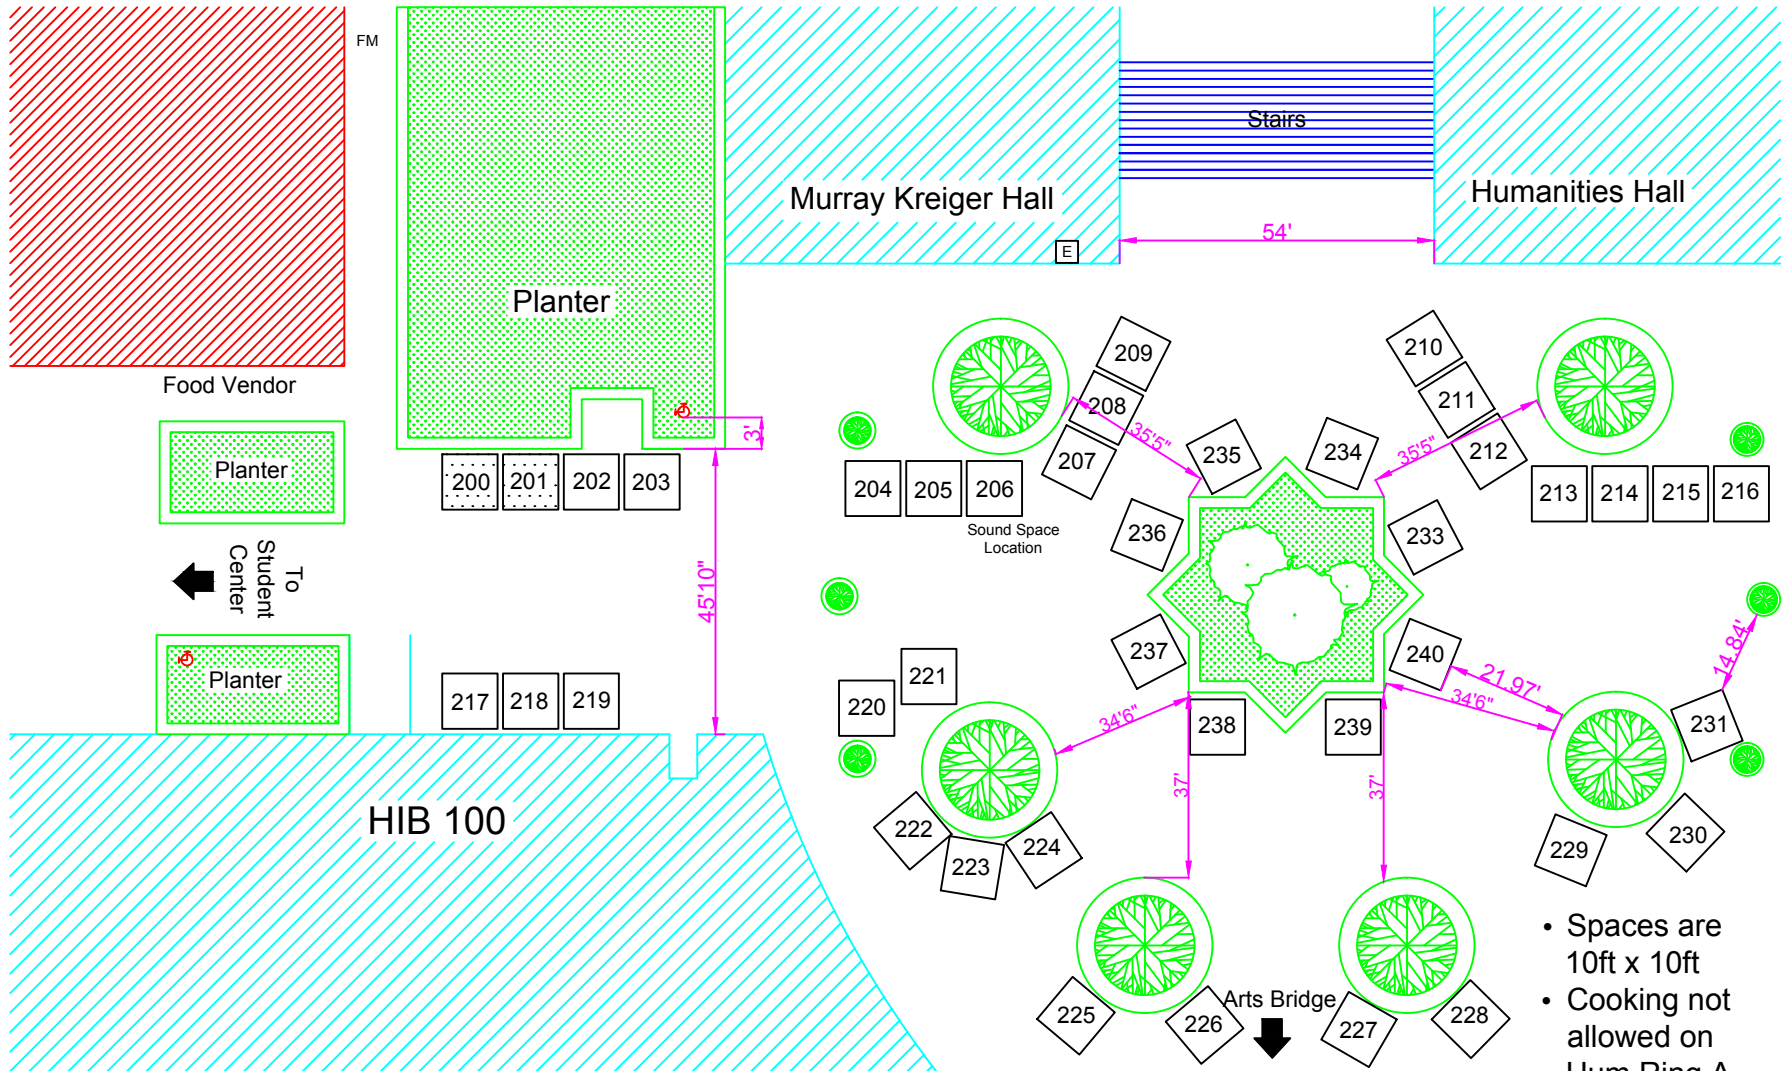 FM
Stairs
Murray Kreiger Hall
Humanities Hall
54'
E
Planter
209
210
208
211
Food Vendor
3'
35'5"
35'5"
207
235
234
212
Planter
200
201
202
203
204
205
206
213
214
215
216
Sound Space
Location
236
233
To
Student
Center
45'10"
237
240
14.84'
21.97'
221
Planter
34'6"
34'6"
217
218
219
220
238
239
231
37'
37'
HIB 100
222
223
224
229
230
• Spaces are
10ft x 10ft
• Cooking not
allowed on
Hum Ring A
Arts Bridge
225
226
227
228